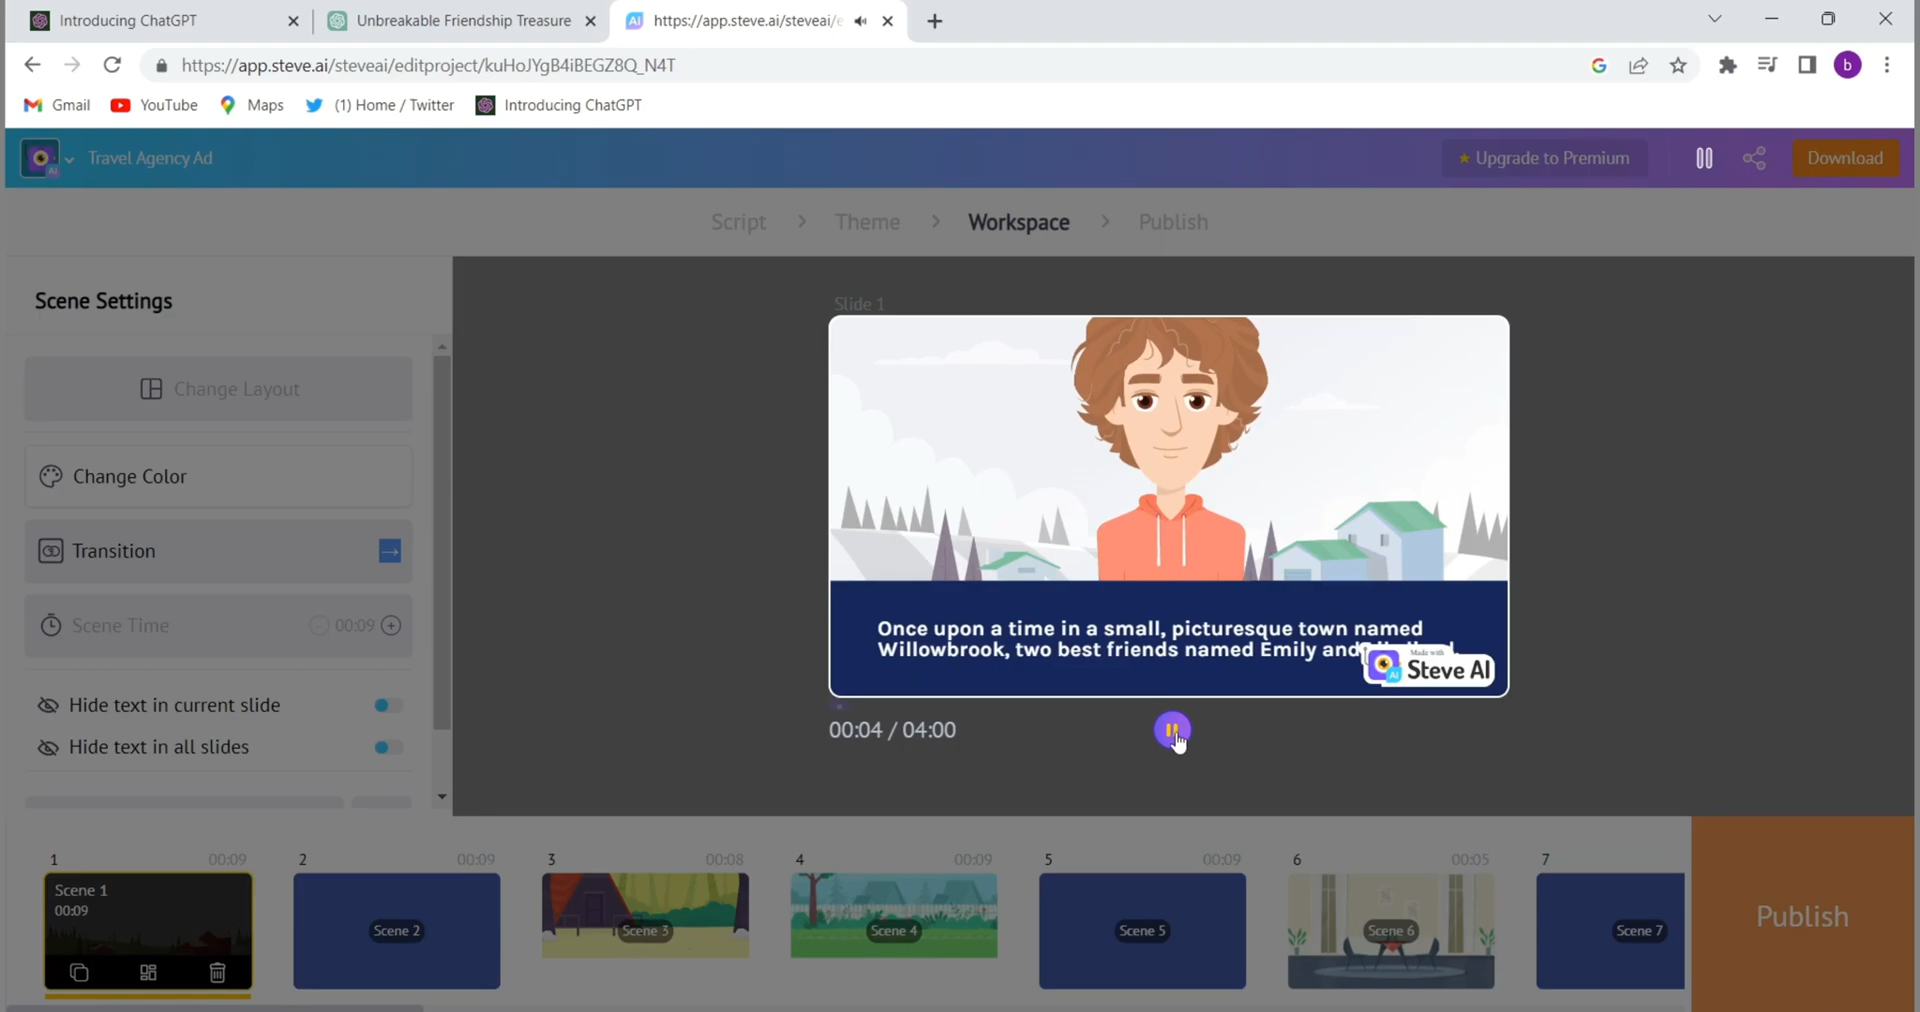 Introducing ChatGPT
Unbreakable Friendship Treasure
https://app.steve.ai/steveai/e
https://app.steve.ai/steveai/editproject/kuHoJYgB4iBEGZ8Q_N4T
b
Gmail
YouTube
Maps
(1) Home / Twitter
Introducing ChatGPT
AI
Travel Agency Ad
Upgrade to Premium
Download
Script
Theme
Workspace
Publish
Scene Settings
Slide 1
Change Layout
Change Color
Transition
Scene Time
00:09
Hide text in current slide
Hide text in all slides
Once upon a time in a small, picturesque town named
Willowbrook, two best friends named Emily and
Made with
AI
Steve AI
00:04 / 04:00
1 00:09
2 00:09
3 00:08
4 00:09
5 00:09
6 00:05
7
Scene 1
00:09
Scene 2
Scene 3
Scene 4
Scene 5
Scene 6
Scene 7
Publish